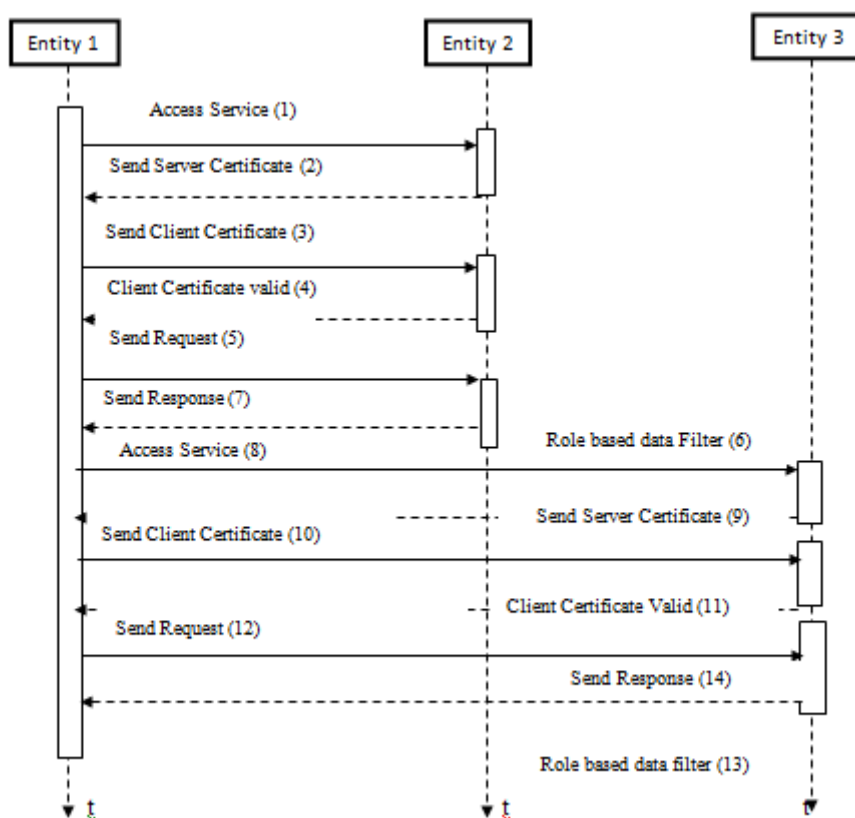 Entity 1
Entity 2
Entity 3
Access Service (1)
Send Server Certificate (2)
Send Client Certificate (3)
Client Certificate valid (4)
Send Request (5)
Send Response (7)
Role based data Filter (6)
Access Service (8)
Send Server Certificate (9)
Send Client Certificate (10)
Client Certificate Valid (11)
Send Request (12)
Send Response (14)
Role based data filter (13)
t
t
t